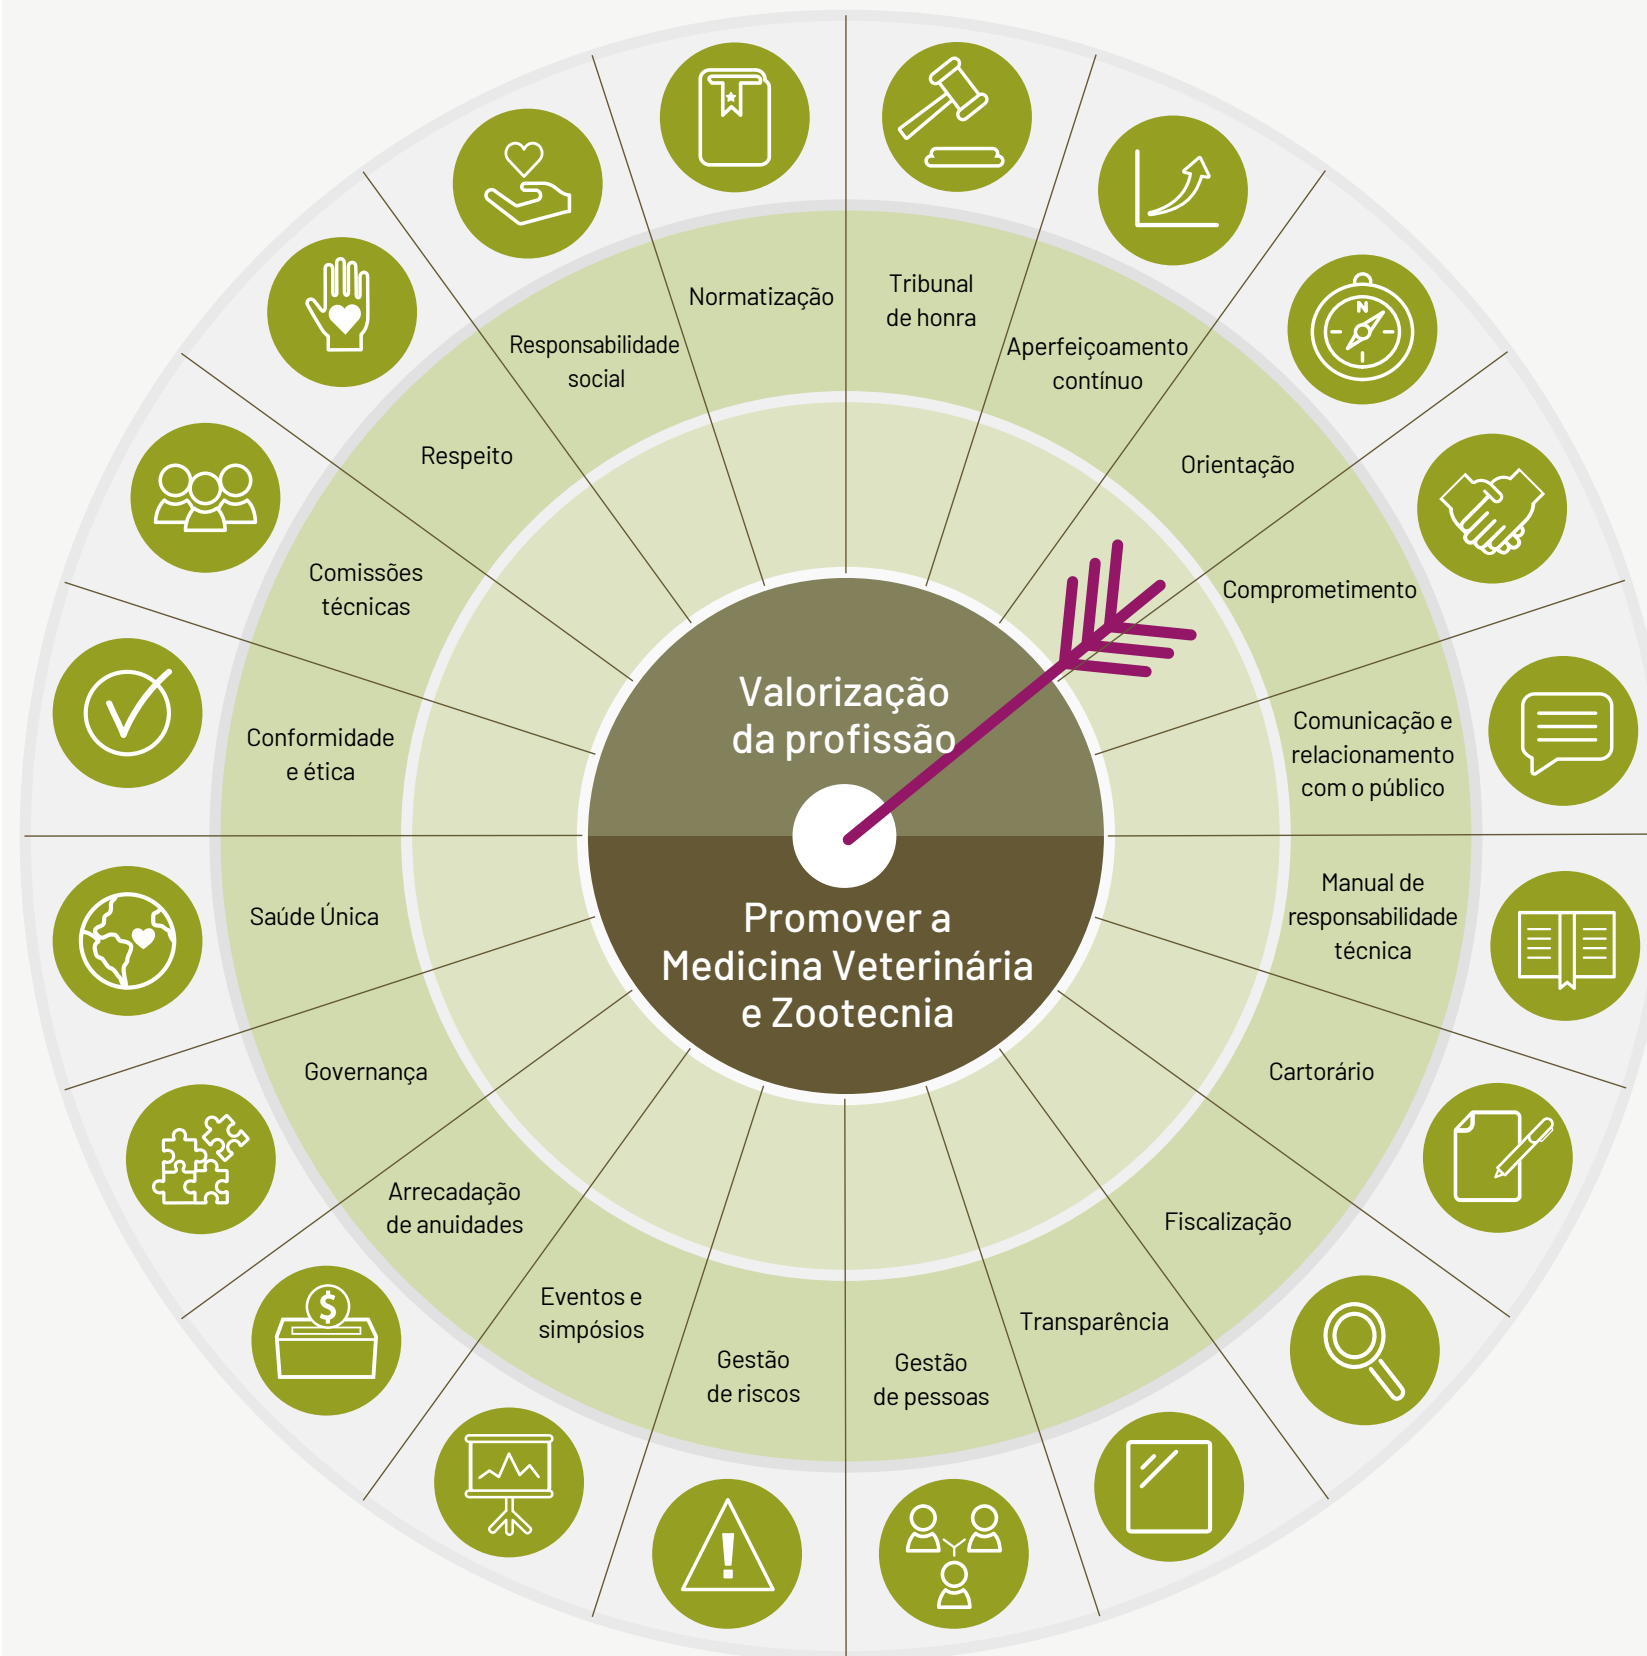 Normatização
Tribunal
de honra
Aperfeiçoamento
contínuo
N
Orientação
Comprometimento
Comunicação e
relacionamento
com o público
Manual de
responsabilidade
técnica
Cartorário
Fiscalização
Transparência
Gestão
de pessoas
Gestão
de riscos
!
Eventos e
simpósios
Arrecadação
de anuidades
$
Governança
Saúde Única
Conformidade
e ética
Comissões
técnicas
Respeito
Responsabilidade
social
Valorização
da profissão
Promover a
Medicina Veterinária
e Zootecnia